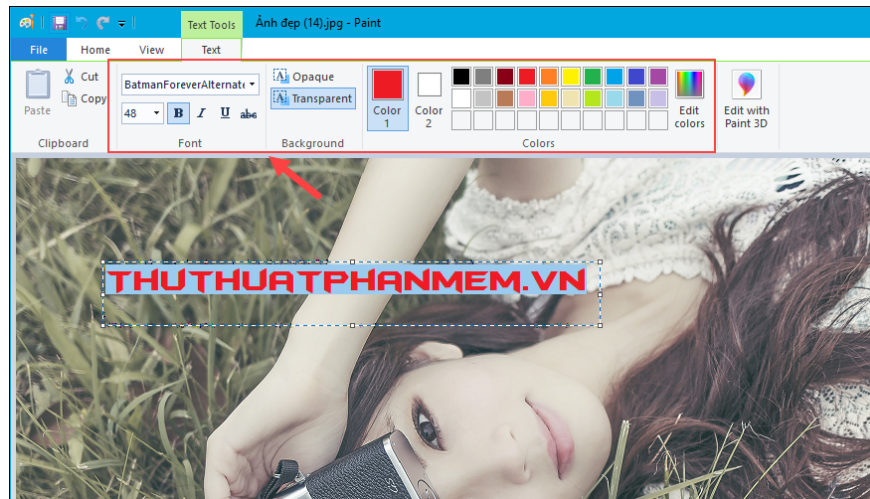 Text Tools
Ảnh đẹp (14).jpg - Paint
File Home View Text
Paste
Cut
Copy
Clipboard
BatmanForeverAlternate
48 B I U abc
Font
Opaque
Transparent
Background
Color 1
Color 2
Edit colors
Colors
Edit with Paint 3D
THUTHUATPHANMEM.VN